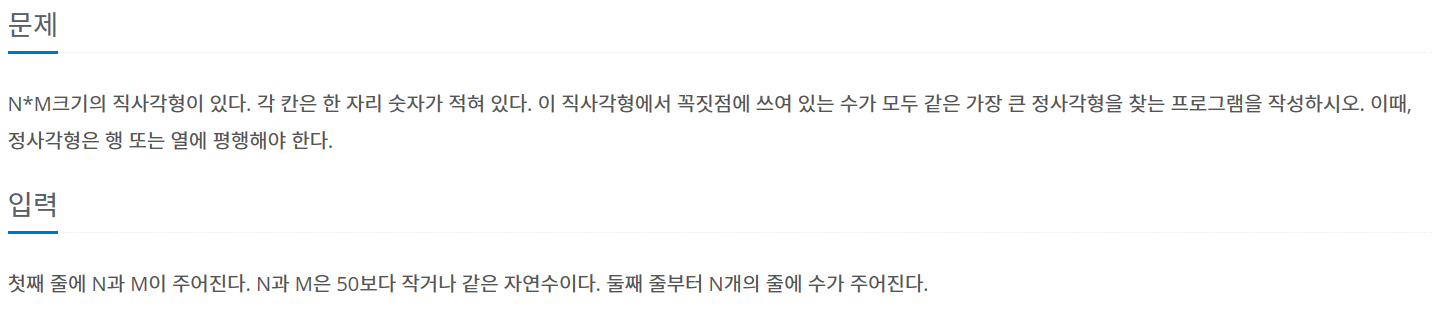 문제
N*M크기의 직사각형이 있다. 각 칸은 한 자리 숫자가 적혀 있다. 이 직사각형에서 꼭짓점에 쓰여 있는 수가 모두 같은 가장 큰 정사각형을 찾는 프로그램을 작성하시오. 이때,
정사각형은 행 또는 열에 평행해야 한다.
입력
첫째 줄에 N과 M이 주어진다. N과 M은 50보다 작거나 같은 자연수이다. 둘째 줄부터 N개의 줄에 수가 주어진다.